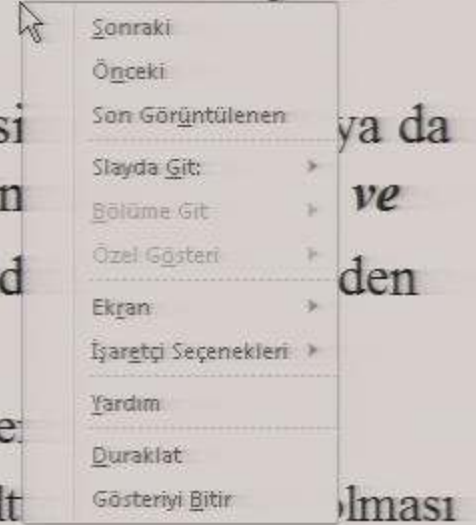 Sonraki
Önceki
Son Görüntülenen
ya da
Slayda Git:
ve
Bölüme Git
Özel Gösteri
den
Ekran
İşaretçi Seçenekleri
Yardım
Duraklat
Gösteriyi Bitir